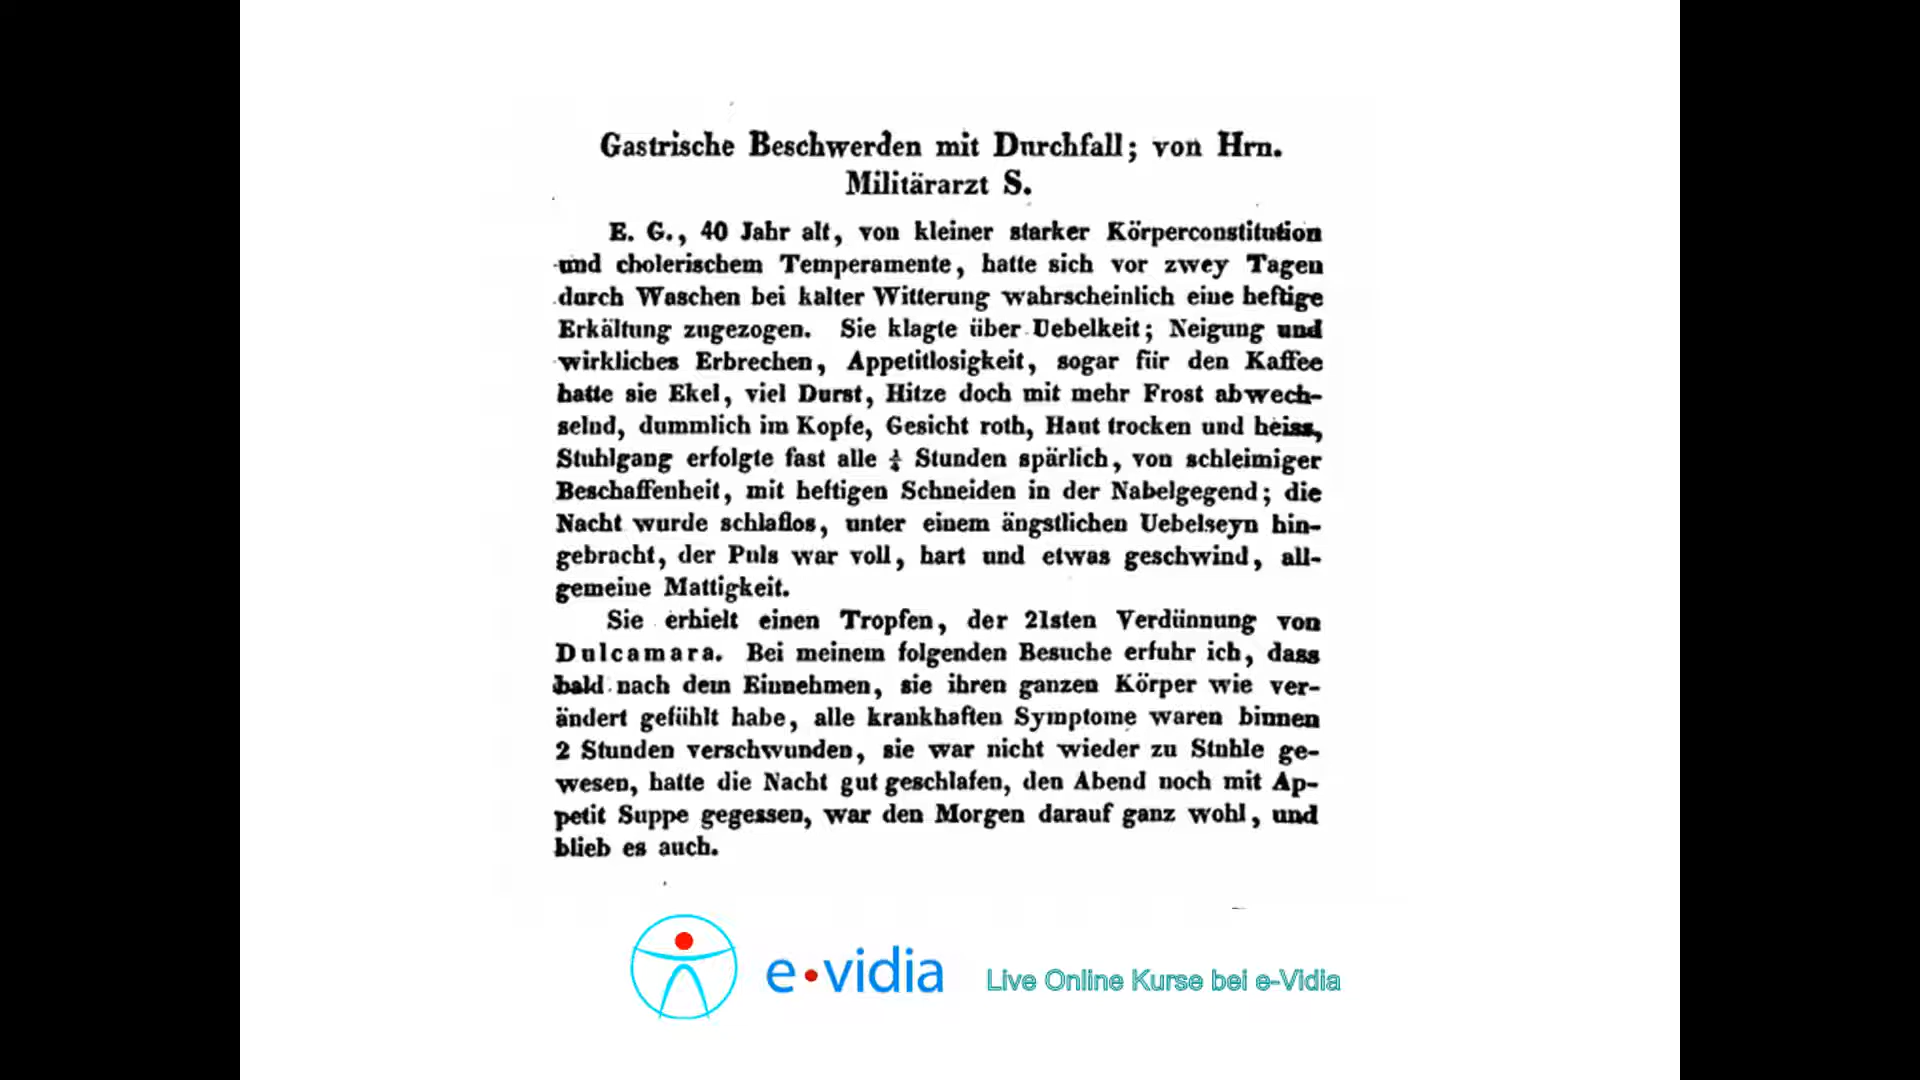 Gastrische Beschwerden mit Durchfall; von Hrn.
Militärarzt S.
E. G., 40 Jahr alt, von kleiner starker Körperconstitution
und cholerischem Temperamente, hatte sich vor zwey Tagen
durch Waschen bei kalter Witterung wahrscheinlich eine heftige
Erkältung zugezogen. Sie klagte über Uebelkeit; Neigung und
wirkliches Erbrechen, Appetitlosigkeit, sogar für den Kaffee
hatte sie Ekel, viel Durst, Hitze doch mit mehr Frost abwech-
selnd, dummlich im Kopfe, Gesicht roth, Haut trocken und heiss,
Stuhlgang erfolgte fast alle ¼ Stunden spärlich, von schleimiger
Beschaffenheit, mit heftigen Schneiden in der Nabelgegend; die
Nacht wurde schlaflos, unter einem ängstlichen Uebelseyn hin-
gebracht, der Puls war voll, hart und etwas geschwind, all-
gemeine Mattigkeit.
Sie erhielt einen Tropfen, der 21sten Verdünnung von
Dulcamara. Bei meinem folgenden Besuche erfuhr ich, dass
bald nach dem Einnehmen, sie ihren ganzen Körper wie ver-
ändert gefühlt habe, alle krankhaften Symptome waren binnen
2 Stunden verschwunden, sie war nicht wieder zu Stuhle ge-
wesen, hatte die Nacht gut geschlafen, den Abend noch mit Ap-
petit Suppe gegessen, war den Morgen darauf ganz wohl, und
blieb es auch.
e•vidia Live Online Kurse bei e-Vidia